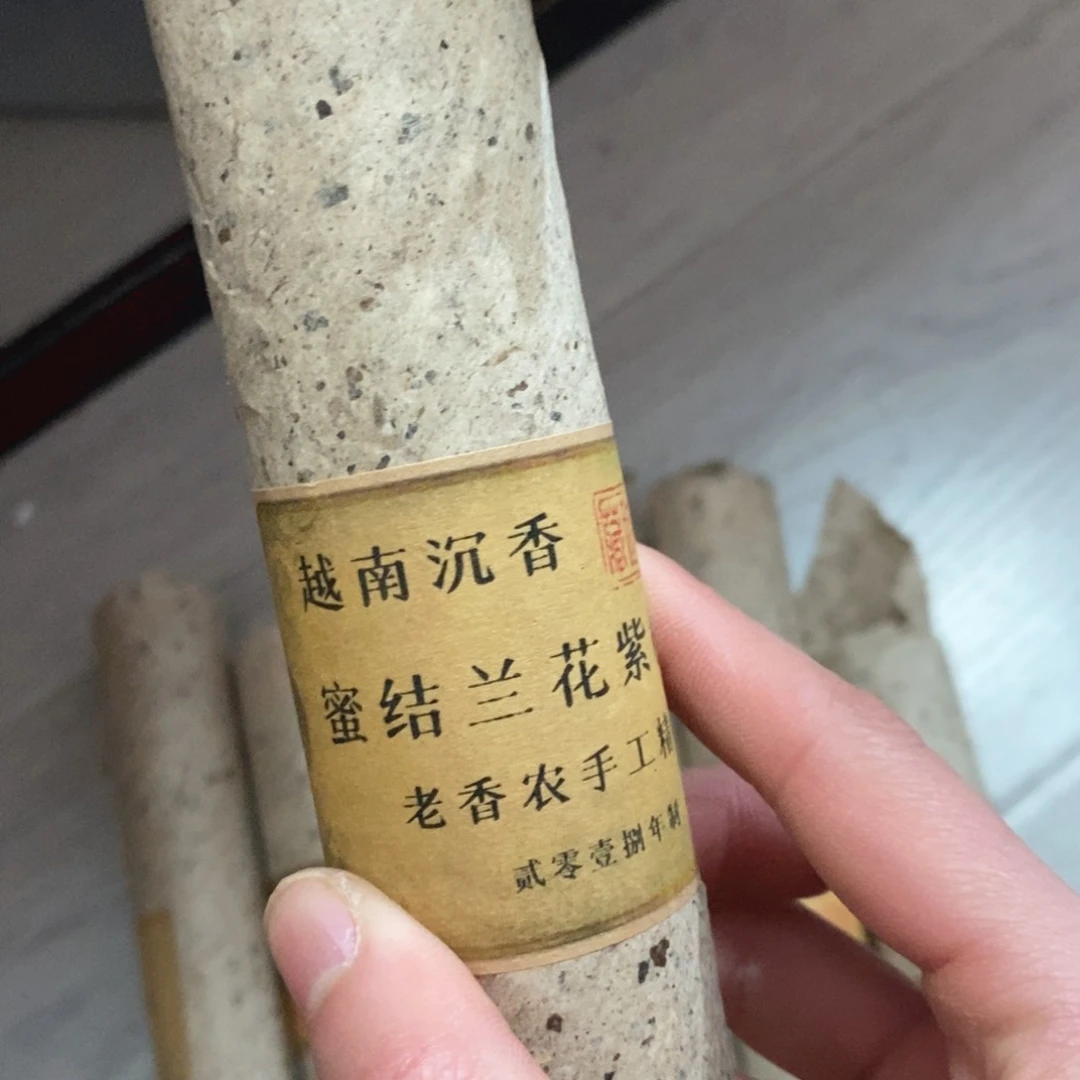 越南沉香
蜜结兰花紫
老香农手工精
贰零壹捌年制